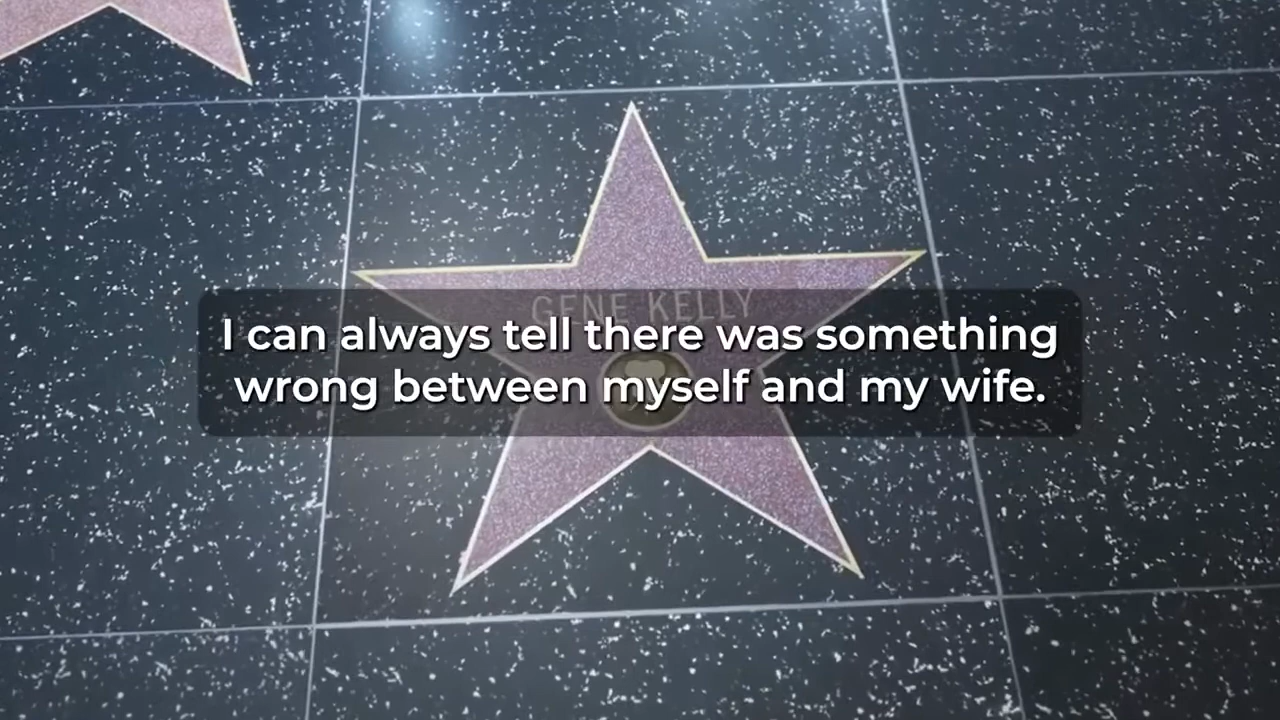 GENE KELLY
I can always tell there was something
wrong between myself and my wife.